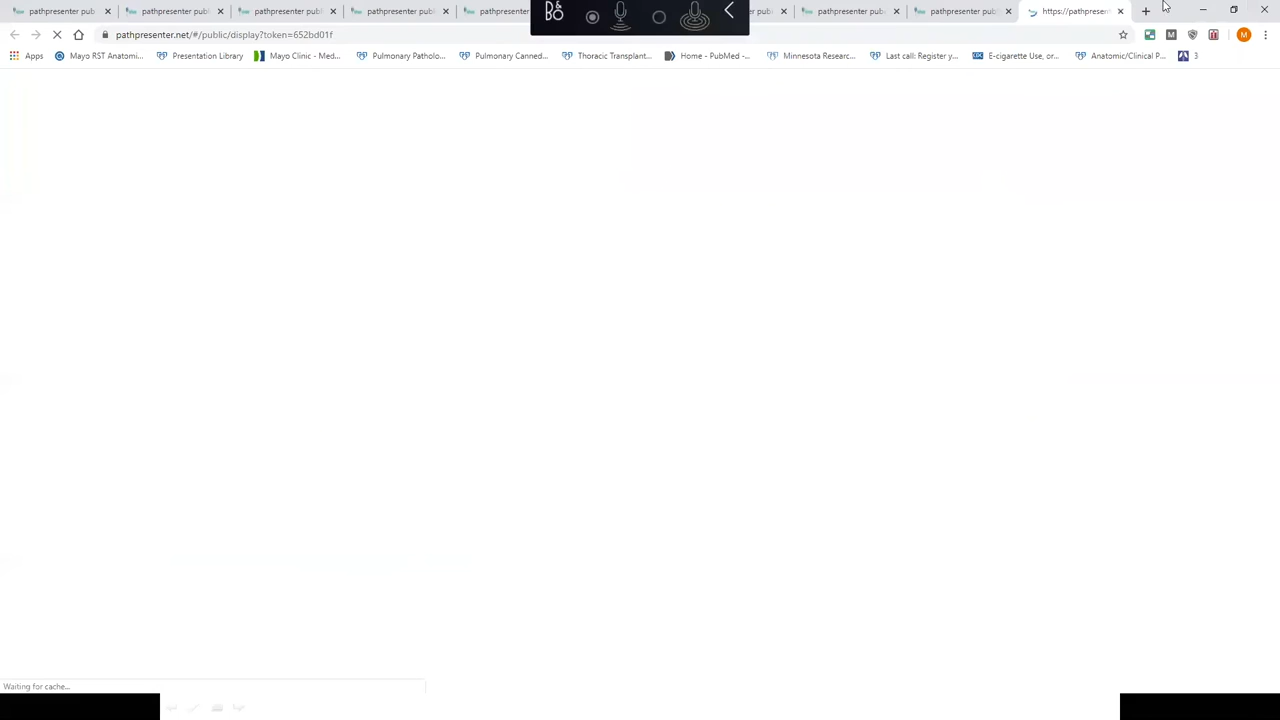 pathpresenter pub
pathpresenter pub
pathpresenter pub
pathpresenter pub
pathpresenter
B&O
pub
pathpresenter pub
pathpresenter pub
https://pathpresen
pathpresenter.net/#/public/display?token=652bd01f
M
Apps Mayo RST Anatomi... Presentation Library Mayo Clinic - Med... Pulmonary Patholo... Pulmonary Canned... Thoracic Transplant... Home - PubMed -... Minnesota Researc... Last call: Register y... E-cigarette Use, or... Anatomic/Clinical P... 3
Waiting for cache...